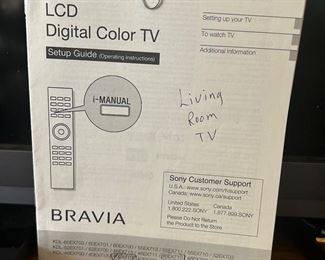 LCD
Digital Color TV
Setup Guide (Operating Instructions)
Setting up your TV
To watch TV
Additional Information
i-MANUAL
Living
Room
TV
Sony Customer Support
U.S.A.: www.sony.com/tvsupport
Canada: www.sony.ca/support
United States
1.800.222.SONY
Canada
1.877.899.SONY
Please Do Not Return
the Product to the Store
BRAVIA